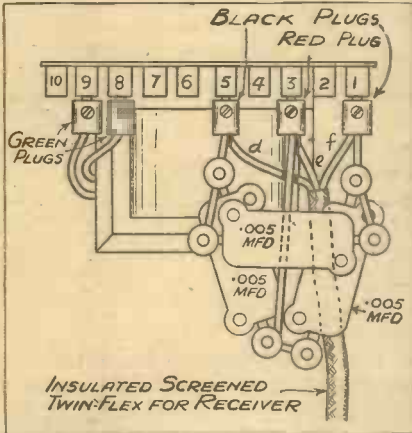 BLACK PLUGS
RED PLUG
10 9 8 7 6 5 4 3 2 1
GREEN
PLUGS
d
e
f
.005
MFD
.005
MFD
.005
MFD
INSULATED SCREENED
TWIN-FLEX FOR RECEIVER